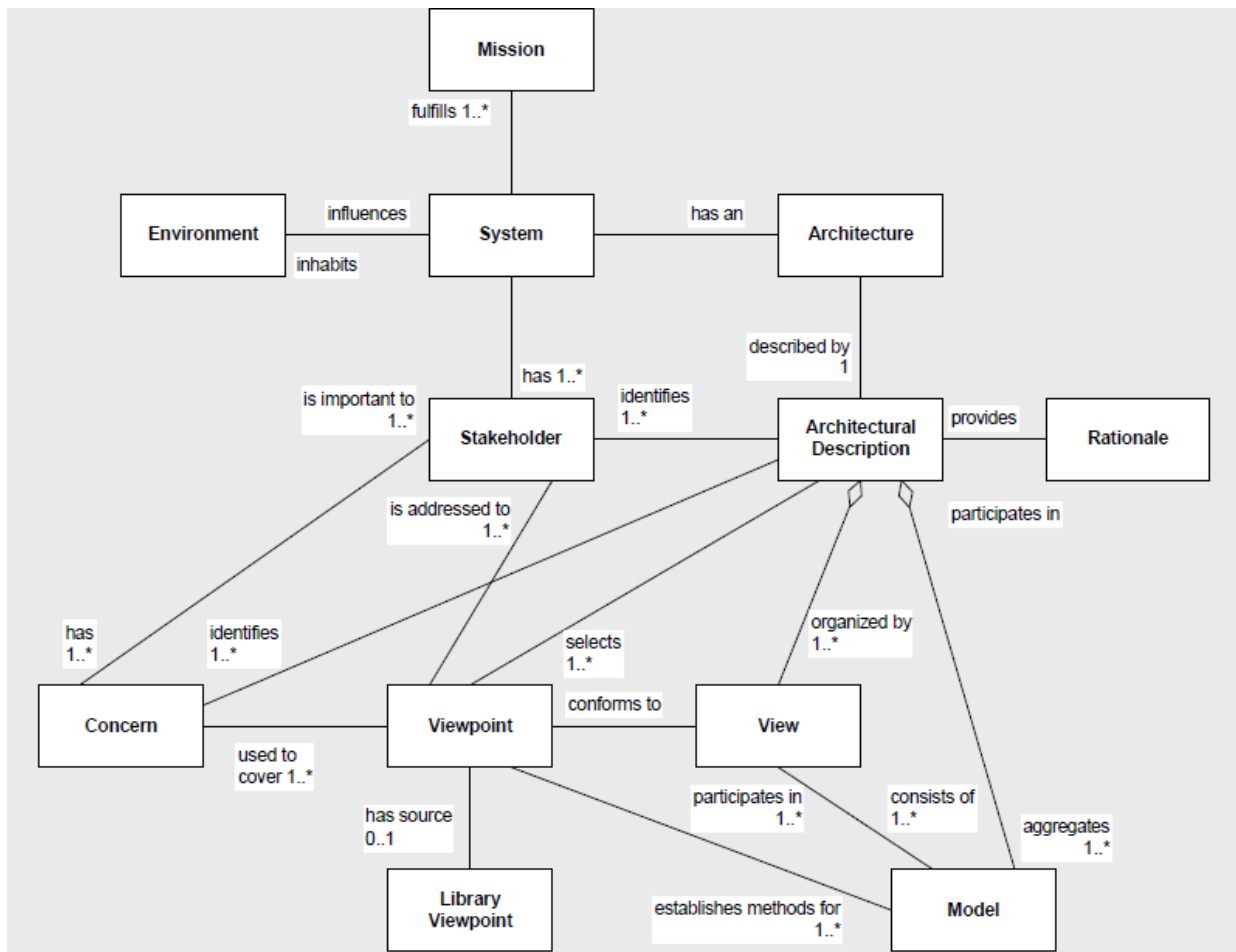 Mission
fulfills 1..*
Environment
influences
inhabits
System
has an
Architecture
described by
1
has 1..*
is important to
1..*
identifies
1..*
Stakeholder
Architectural
Description
provides
Rationale
is addressed to
1..*
participates in
organized by
1..*
has
1..*
identifies
1..*
selects
1..*
Concern
Viewpoint
conforms to
View
used to
cover 1..*
has source
0..1
participates in
1..*
consists of
1..*
aggregates
1..*
Library
Viewpoint
establishes methods for
1..*
Model